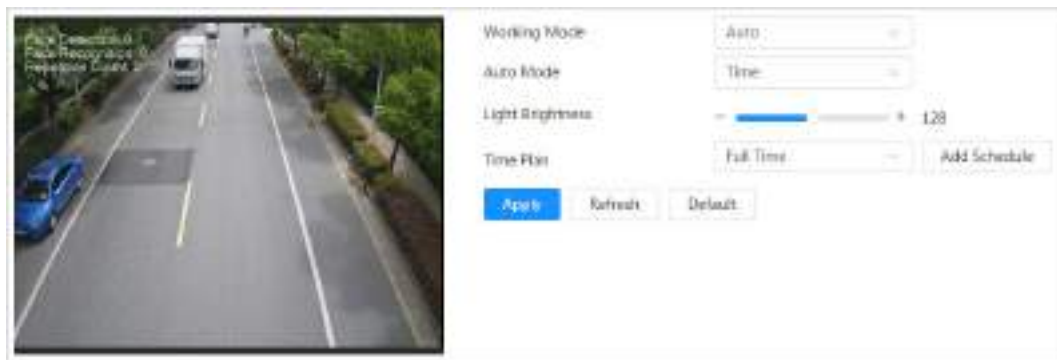 Face Detection:0
Face Recognition: 0
Working Mode Auto
Auto Mode Time
Light Brightness - + 128
Time Plan Full Time Add Schedule
Apply Refresh Default